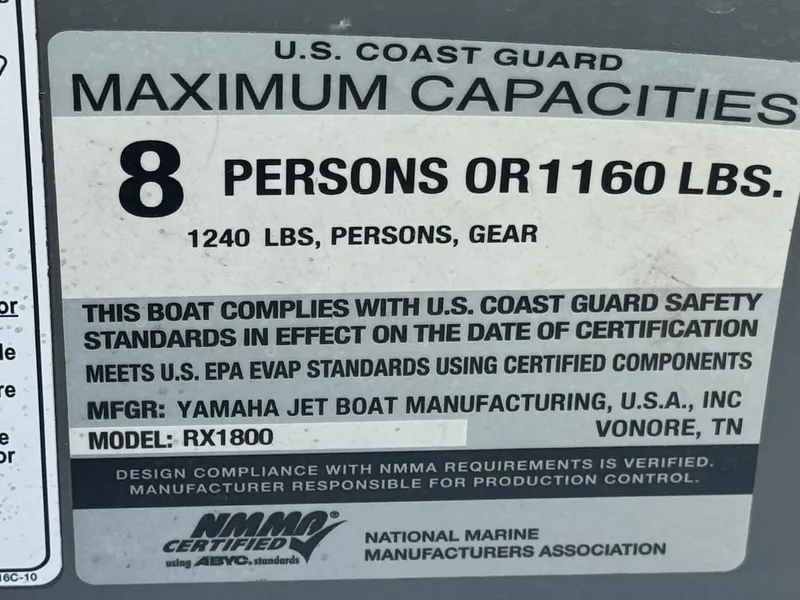 U.S. COAST GUARD
MAXIMUM CAPACITIES
8 PERSONS OR 1160 LBS.
1240 LBS, PERSONS, GEAR
THIS BOAT COMPLIES WITH U.S. COAST GUARD SAFETY
STANDARDS IN EFFECT ON THE DATE OF CERTIFICATION
MEETS U.S. EPA EVAP STANDARDS USING CERTIFIED COMPONENTS
MFGR: YAMAHA JET BOAT MANUFACTURING, U.S.A., INC
MODEL: RX1800 VONORE, TN
DESIGN COMPLIANCE WITH NMMA REQUIREMENTS IS VERIFIED.
MANUFACTURER RESPONSIBLE FOR PRODUCTION CONTROL.
NMMA®
CERTIFIED
using ABYC. standards
NATIONAL MARINE
MANUFACTURERS ASSOCIATION